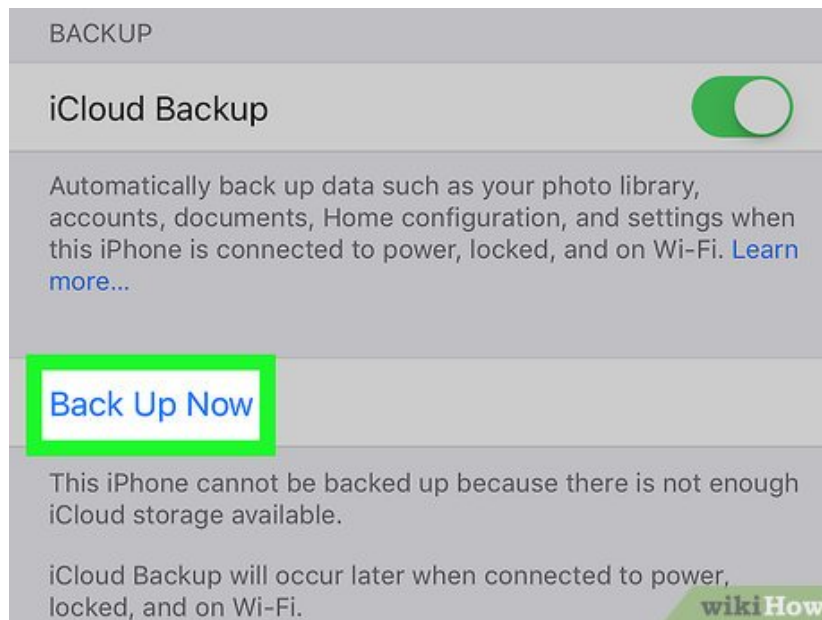 BACKUP
iCloud Backup
Automatically back up data such as your photo library,
accounts, documents, Home configuration, and settings when
this iPhone is connected to power, locked, and on Wi-Fi. Learn
more...
Back Up Now
This iPhone cannot be backed up because there is not enough
iCloud storage available.
iCloud Backup will occur later when connected to power,
locked, and on Wi-Fi.
wikiHow